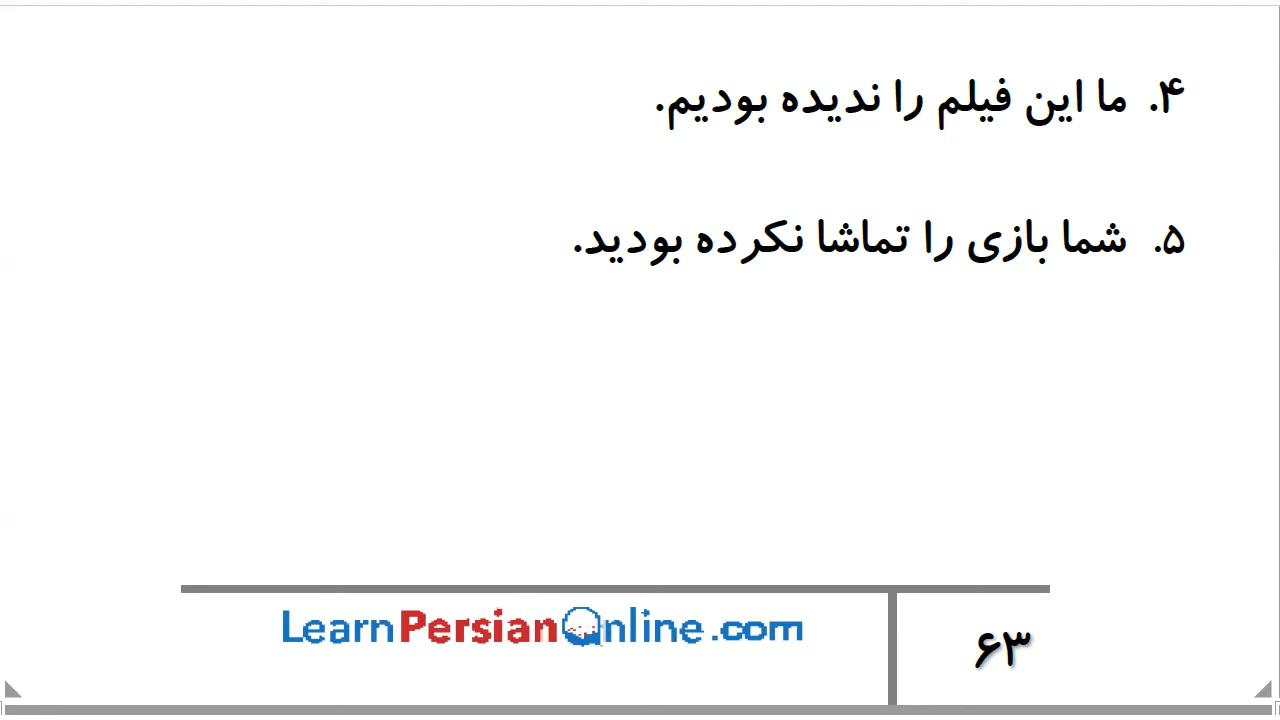 ۴. ما این فیلم را ندیده بودیم.
۵. شما بازی را تماشا نکرده بودید.
LearnPersianOnline.com
۶۳